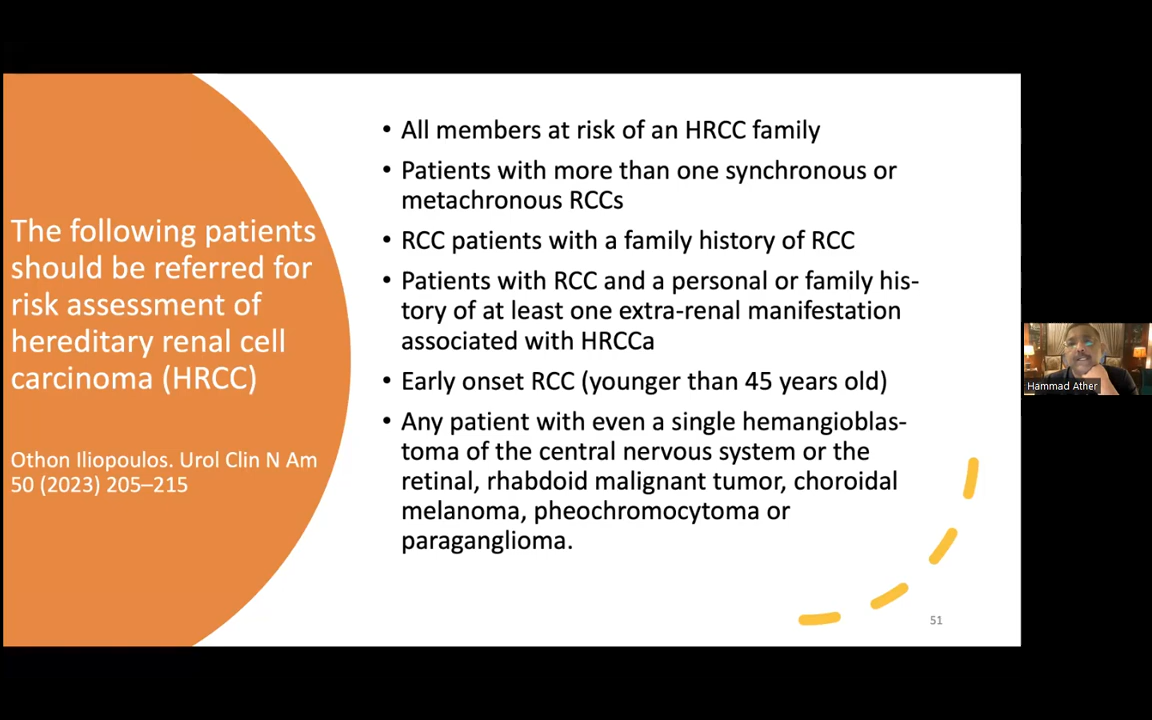 The following patients
should be referred for
risk assessment of
hereditary renal cell
carcinoma (HRCC)
Othon Iliopoulos. Urol Clin N Am
50 (2023) 205–215
• All members at risk of an HRCC family
• Patients with more than one synchronous or
metachronous RCCs
• RCC patients with a family history of RCC
• Patients with RCC and a personal or family his-
tory of at least one extra-renal manifestation
associated with HRCCa
• Early onset RCC (younger than 45 years old)
• Any patient with even a single hemangioblas-
toma of the central nervous system or the
retinal, rhabdoid malignant tumor, choroidal
melanoma, pheochromocytoma or
paraganglioma.
51
Hammad Ather